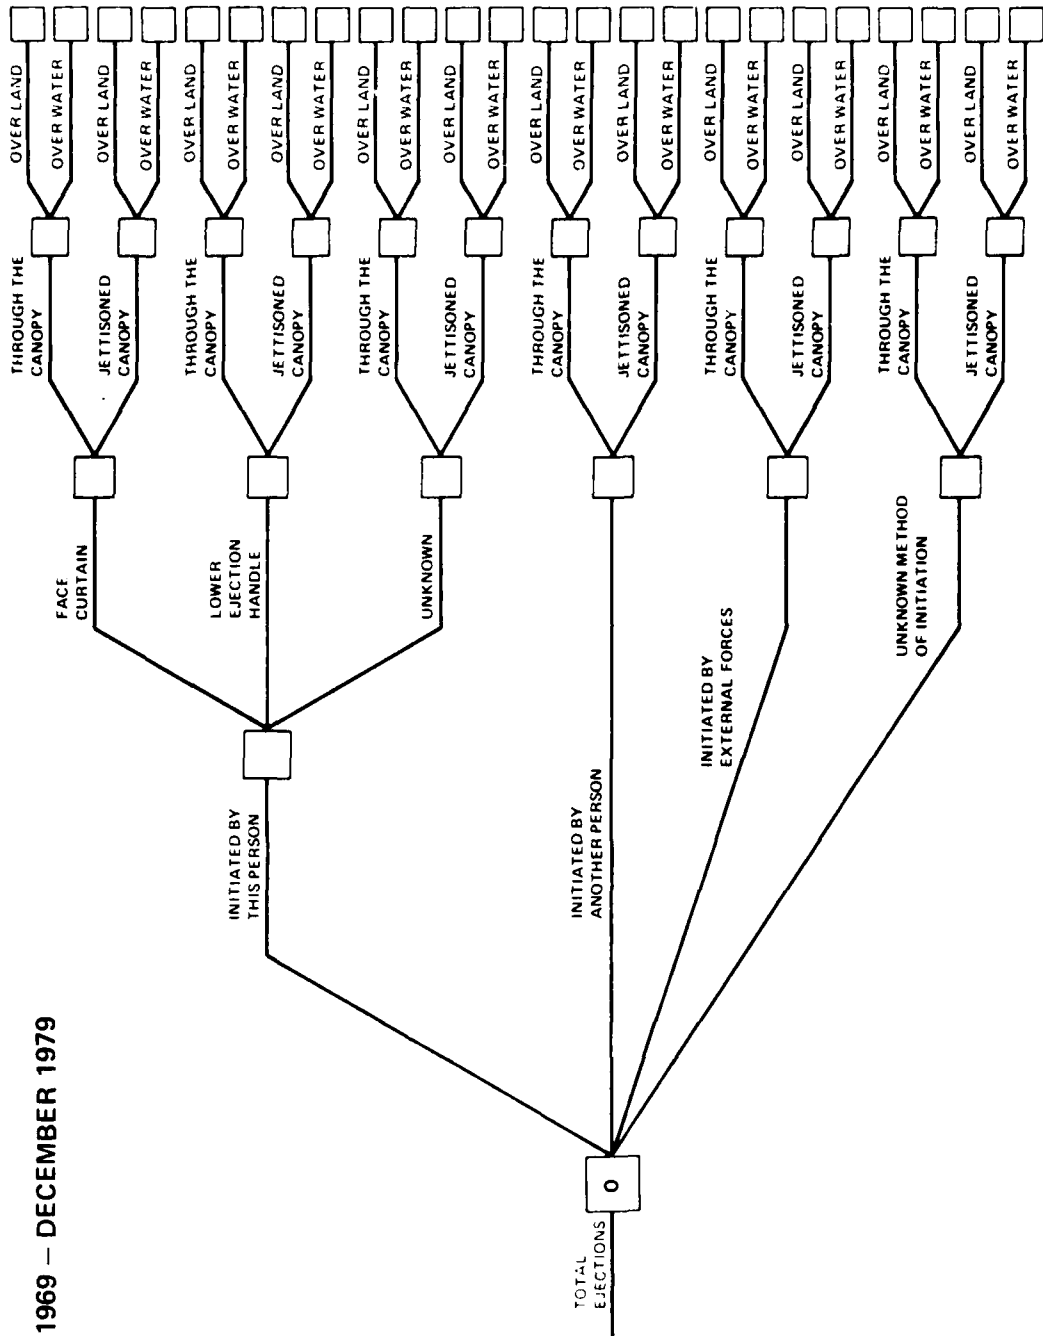 1969 – DECEMBER 1979
TOTAL
EJECTIONS
0
INITIATED BY
THIS PERSON
INITIATED BY
ANOTHER PERSON
INITIATED BY
EXTERNAL FORCES
UNKNOWN METHOD
OF INITIATION
FACE
CURTAIN
LOWER
EJECTION
HANDLE
UNKNOWN
THROUGH THE
CANOPY
JETTISONED
CANOPY
THROUGH THE
CANOPY
JETTISONED
CANOPY
THROUGH THE
CANOPY
JETTISONED
CANOPY
THROUGH THE
CANOPY
JETTISONED
CANOPY
THROUGH THE
CANOPY
JETTISONED
CANOPY
THROUGH THE
CANOPY
JETTISONED
CANOPY
OVER LAND
OVER WATER
OVER LAND
OVER WATER
OVER LAND
OVER WATER
OVER LAND
OVER WATER
OVER LAND
OVER WATER
OVER LAND
OVER WATER
OVER LAND
OVER WATER
OVER LAND
OVER WATER
OVER LAND
OVER WATER
OVER LAND
OVER WATER
OVER LAND
OVER WATER
OVER LAND
OVER WATER